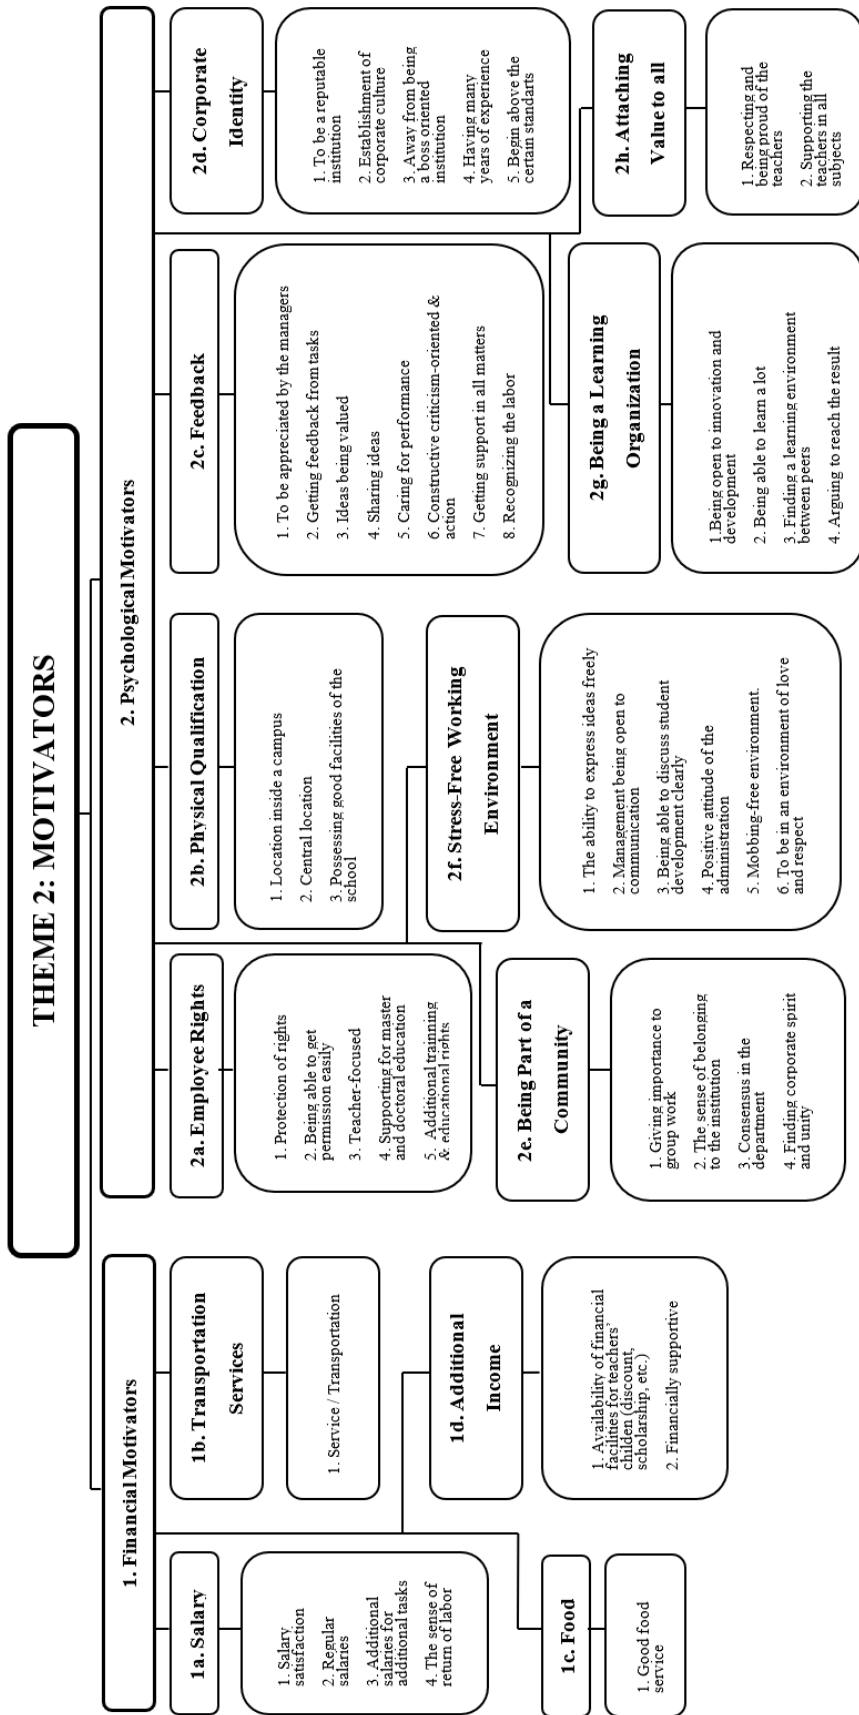 THEME 2: MOTIVATORS
1. Financial Motivators
1a. Salary
1. Salary
satisfaction
2. Regular
salaries
3. Additional
salaries for
additional tasks
4. The sense of
return of labor
1b. Transportation
Services
1. Service / Transportation
1c. Food
1. Good food
service
1d. Additional
Income
1. Availability of financial
facilities for teachers'
childen (discount,
scholarship, etc.)
2. Financially supportive
2. Psychological Motivators
2a. Employee Rights
1. Protection of rights
2. Being able to get
permission easily
3. Teacher-focused
4. Supporting for master
and doctoral education
5. Additional trainning
& educational rights
2b. Physical Qualification
1. Location inside a campus
2. Central location
3. Possessing good facilities of the
school
2c. Feedback
1. To be appreciated by the managers
2. Getting feedback from tasks
3. Ideas being valued
4. Sharing ideas
5. Caring for performance
6. Constructive criticism-oriented &
action
7. Getting support in all matters
8. Recognizing the labor
2d. Corporate
Identity
1. To be a reputable
institution
2. Establishment of
corporate culture
3. Away from being
a boss oriented
institution
4. Having many
years of experience
5. Begin above the
certain standarts
2e. Being Part of a
Community
1. Giving importance to
group work
2. The sense of belonging
to the institution
3. Consensus in the
department
4. Finding corporate spirit
and unity
2f. Stress-Free Working
Environment
1. The ability to express ideas freely
2. Management being open to
communication
3. Being able to discuss student
development clearly
4. Positive attitude of the
administration
5. Mobbing-free environment.
6. To be in an environment of love
and respect
2g. Being a Learning
Organization
1.Being open to innovation and
development
2. Being able to learn a lot
3. Finding a learning environment
between peers
4. Arguing to reach the result
2h. Attaching
Value to all
1. Respecting and
being proud of the
teachers
2. Supporting the
teachers in all
subjects